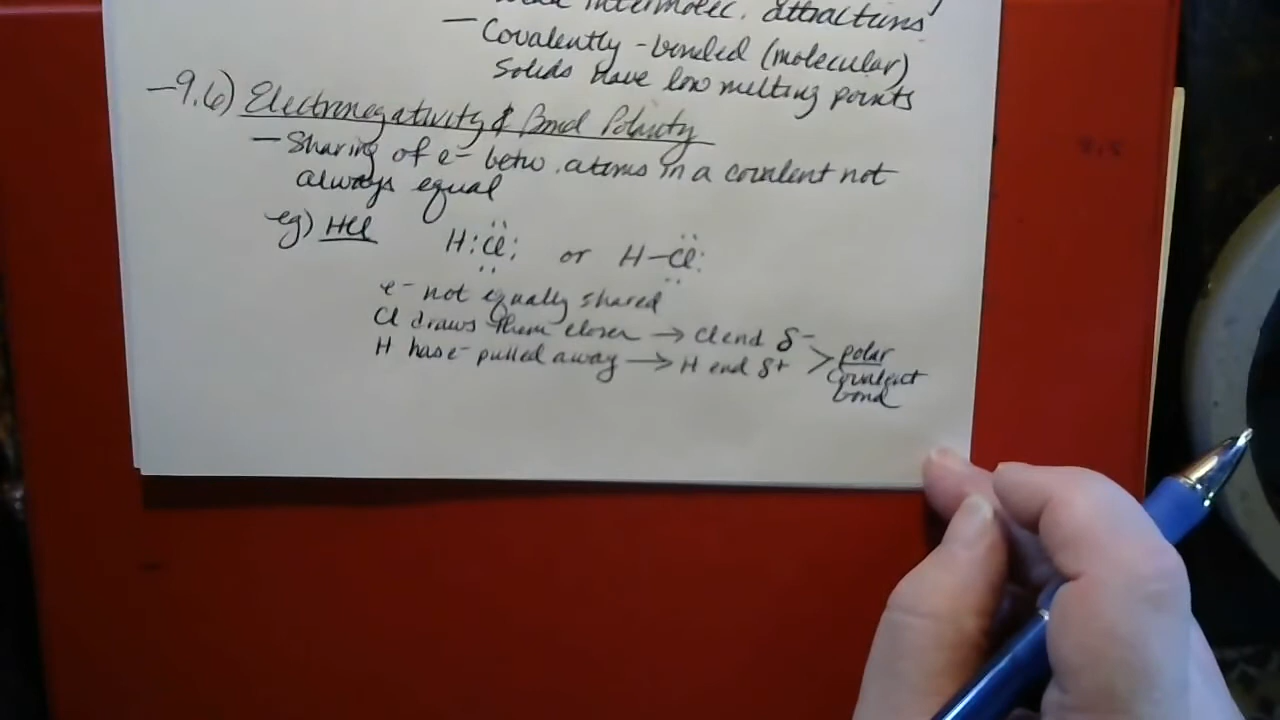 intermolec. attractions
— Covalently-bonded (molecular)
solids have low melting points
— 9.6) Electronegativity & Bond Polarity
— Sharing of e⁻ betw. atoms in a covalent not
always equal
eg) HCl H:Cl: or H—Cl:
e⁻ not equally shared
Cl draws them closer → Cl end δ⁻
H has e⁻ pulled away → H end δ+ > polar
covalent
bond